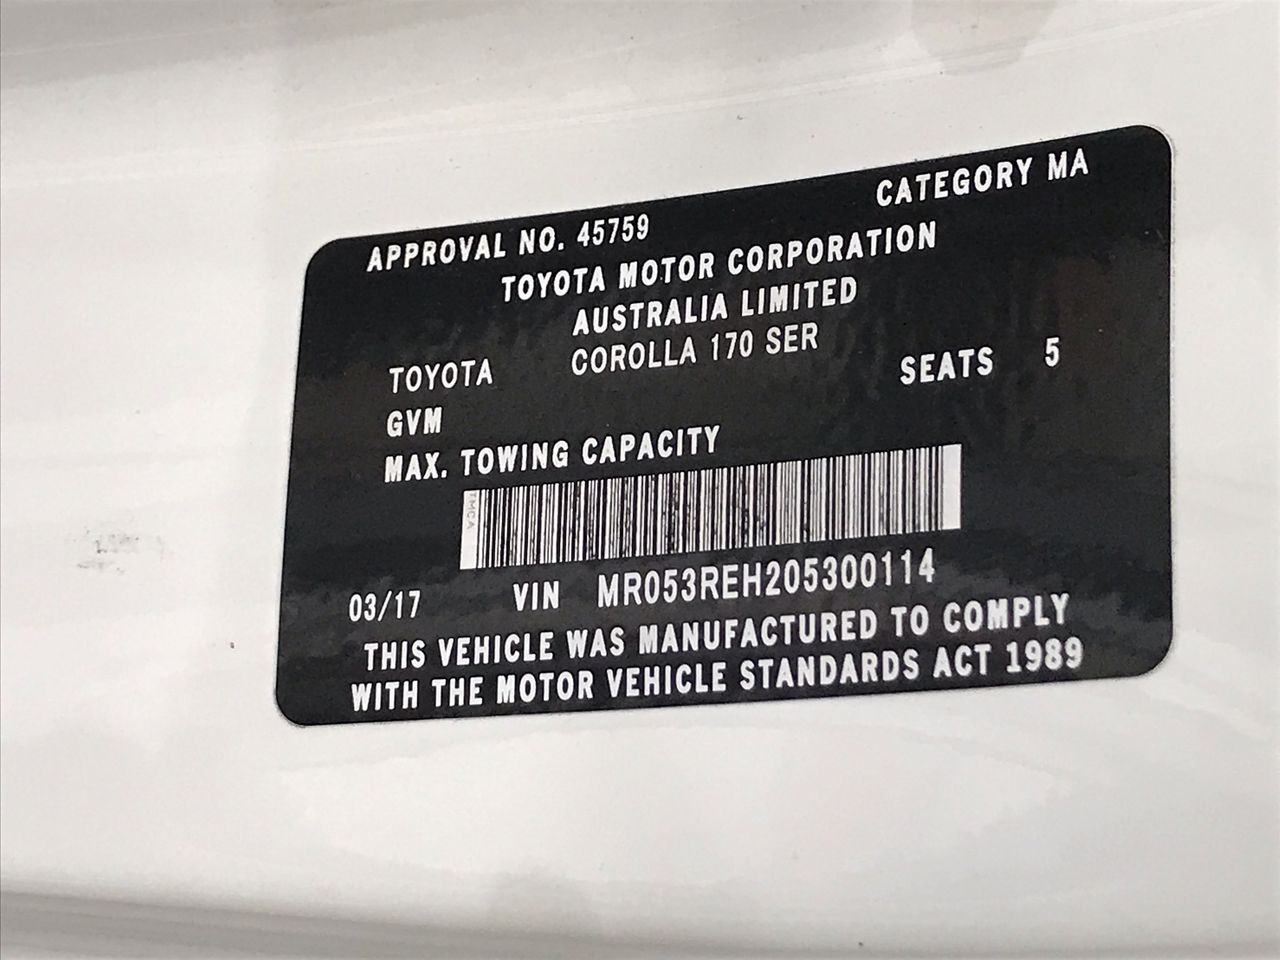 APPROVAL NO. 45759 CATEGORY MA
TOYOTA MOTOR CORPORATION
AUSTRALIA LIMITED
TOYOTA COROLLA 170 SER
GVM SEATS 5
MAX. TOWING CAPACITY
TMCA
03/17 VIN MR053REH205300114
THIS VEHICLE WAS MANUFACTURED TO COMPLY
WITH THE MOTOR VEHICLE STANDARDS ACT 1989